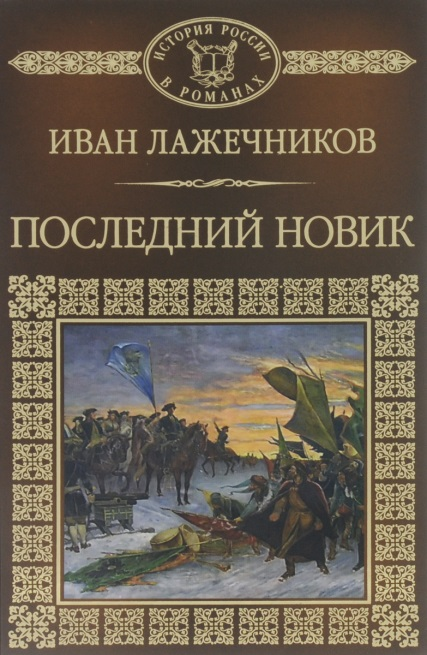 ИСТОРИЯ РОССИИ
В РОМАНАХ
ИВАН ЛАЖЕЧНИКОВ
ПОСЛЕДНИЙ НОВИК